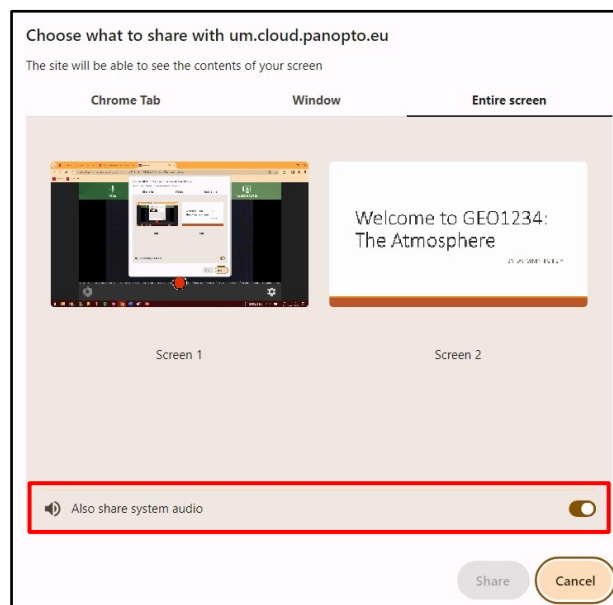 Choose what to share with um.cloud.panopto.eu
The site will be able to see the contents of your screen
Chrome Tab
Window
Entire screen
Welcome to GEO1234:
The Atmosphere
Screen 1
Screen 2
Also share system audio
Share
Cancel